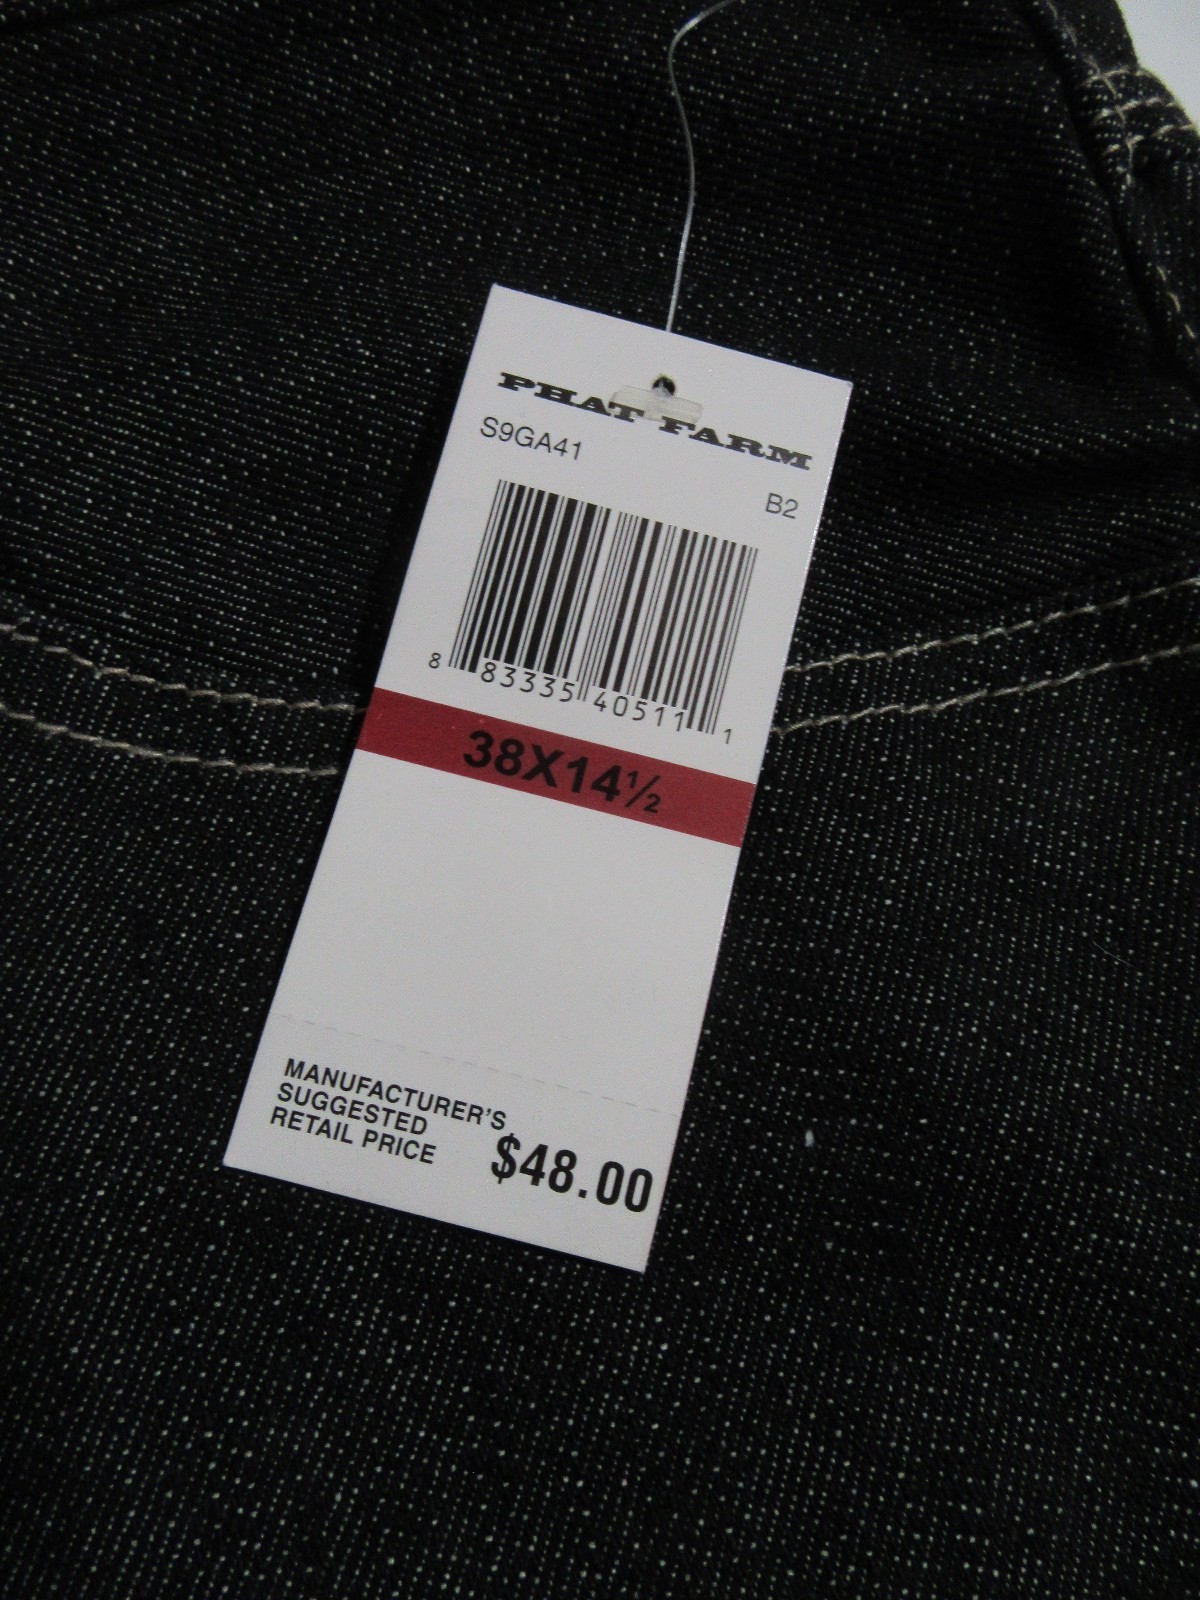 PHAT FARM
S9GA41
B2
8 83335 40511 1
38X14½
MANUFACTURER'S
SUGGESTED
RETAIL PRICE
$48.00